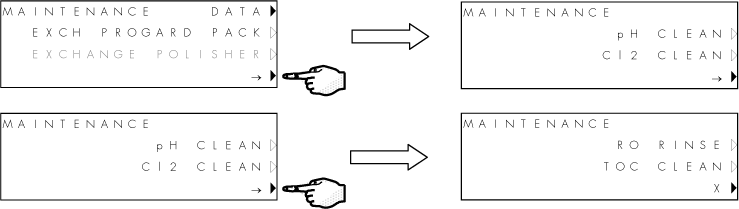 MAINTENANCE DATA
EXCH PROGARD PACK
EXCHANGE POLISHER
→
MAINTENANCE
pH CLEAN
Cl2 CLEAN
→
MAINTENANCE
pH CLEAN
Cl2 CLEAN
→
MAINTENANCE
RO RINSE
TOC CLEAN
X